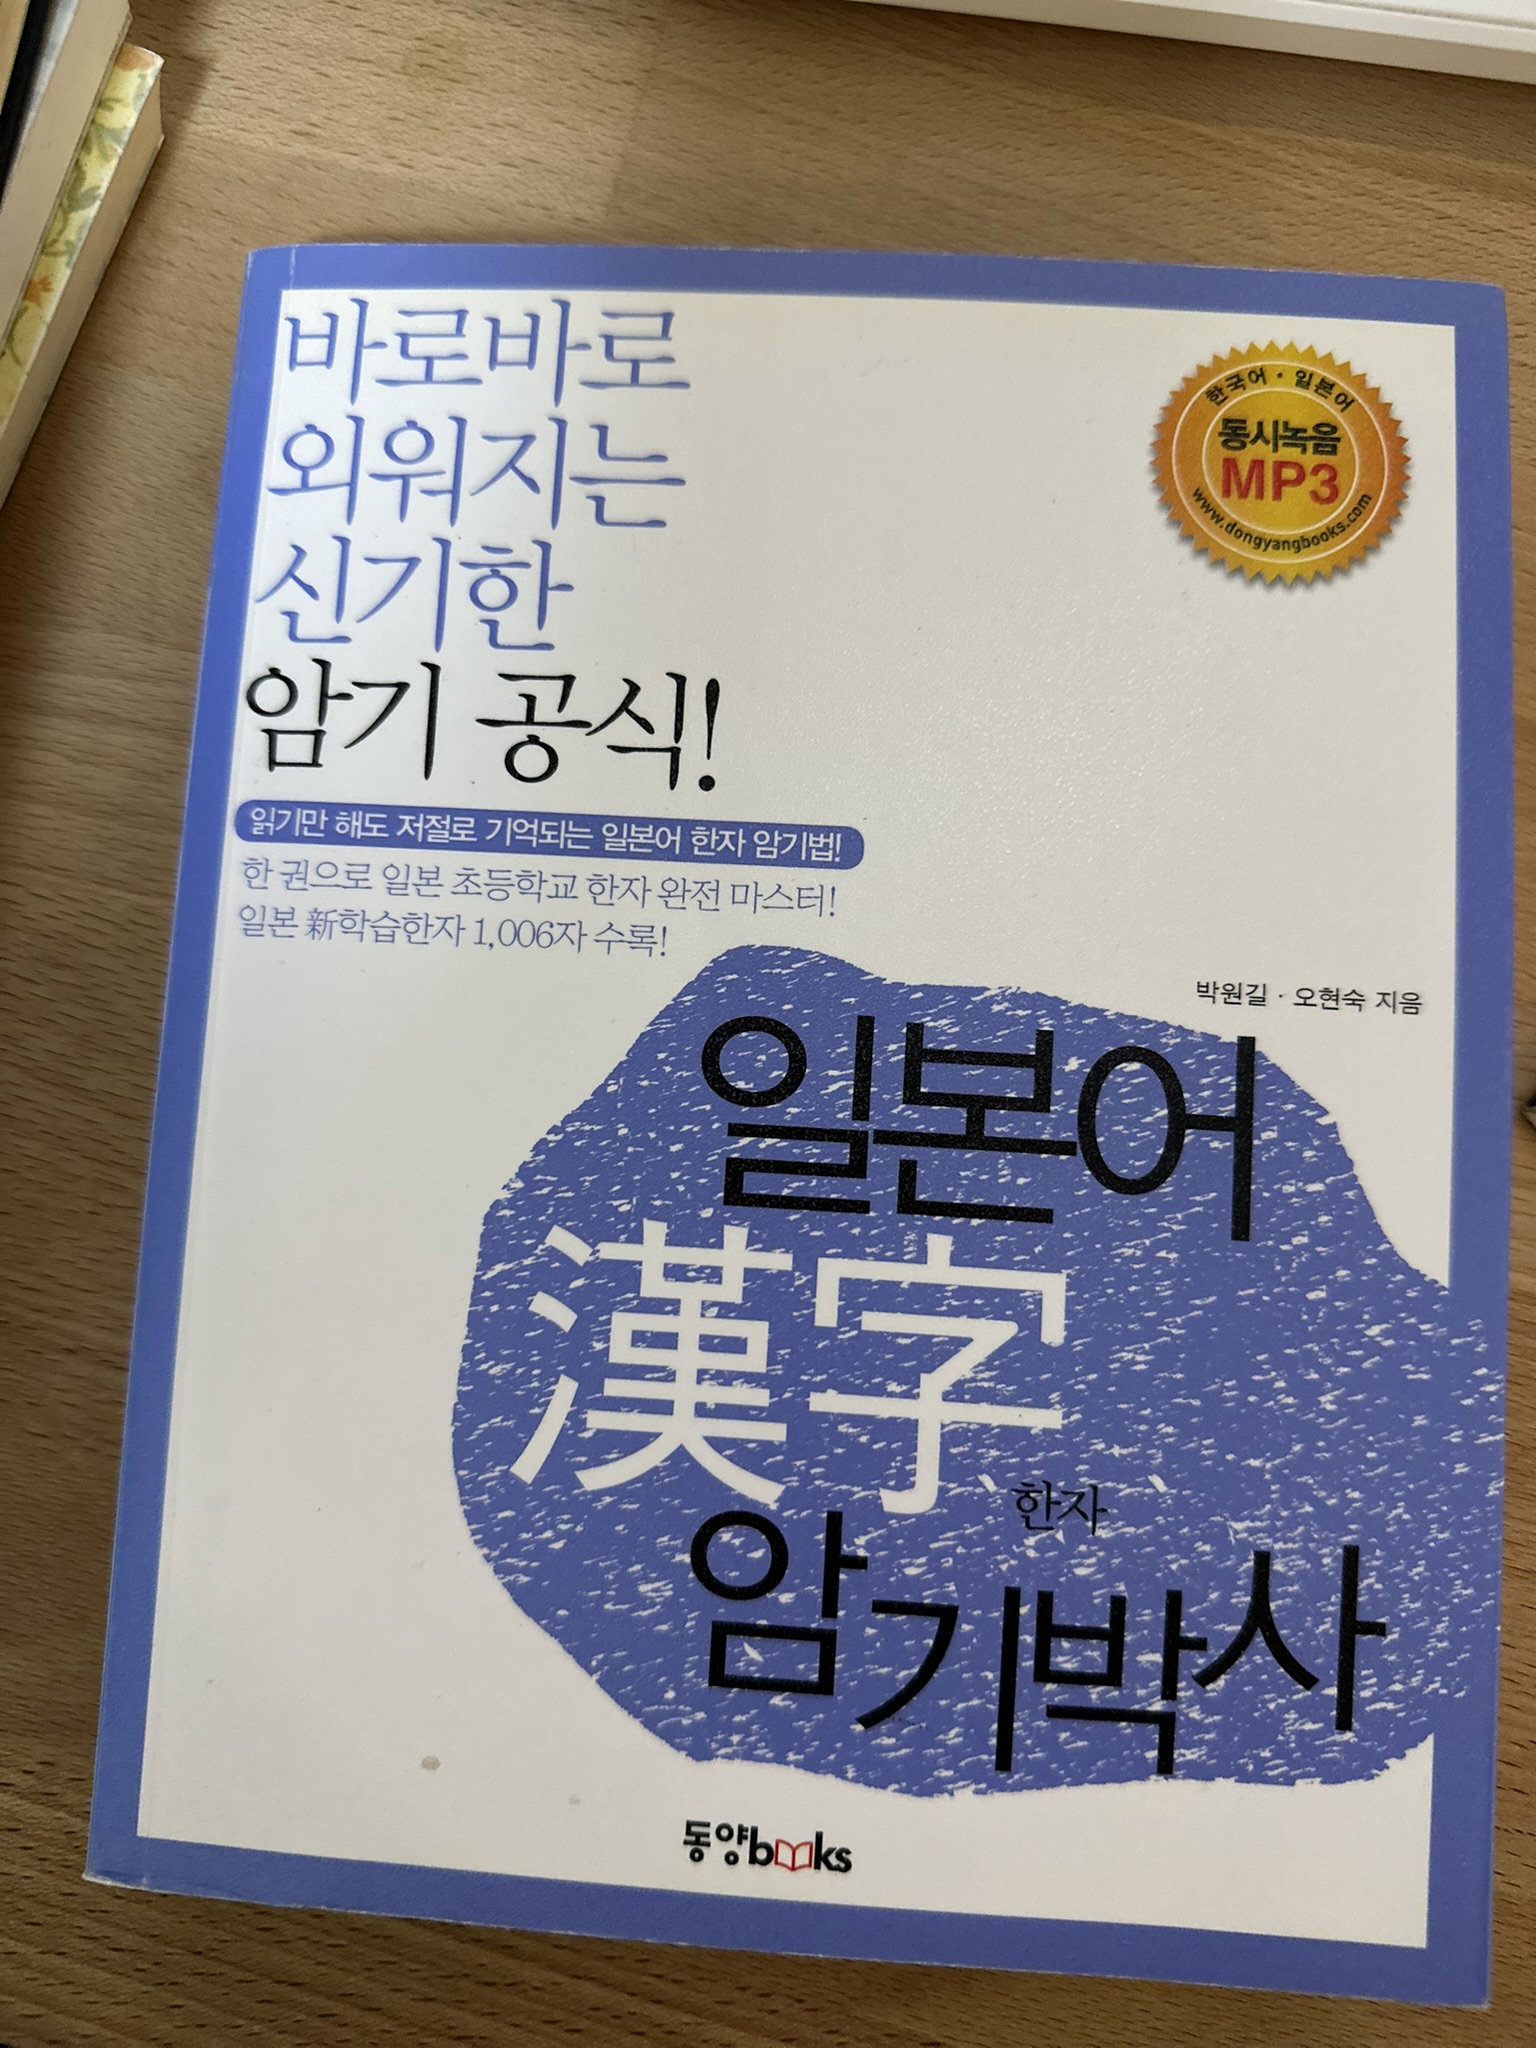 바로바로
외워지는
신기한
암기 공식!
한국어 · 일본어
동시녹음
MP3
www.dongyangbooks.com
읽기만 해도 저절로 기억되는 일본어 한자 암기법!
한 권으로 일본 초등학교 한자 완전 마스터!
일본 新학습한자 1,006자 수록!
박원길 · 오현숙 지음
일본어
漢字
한자
암기박사
동양books